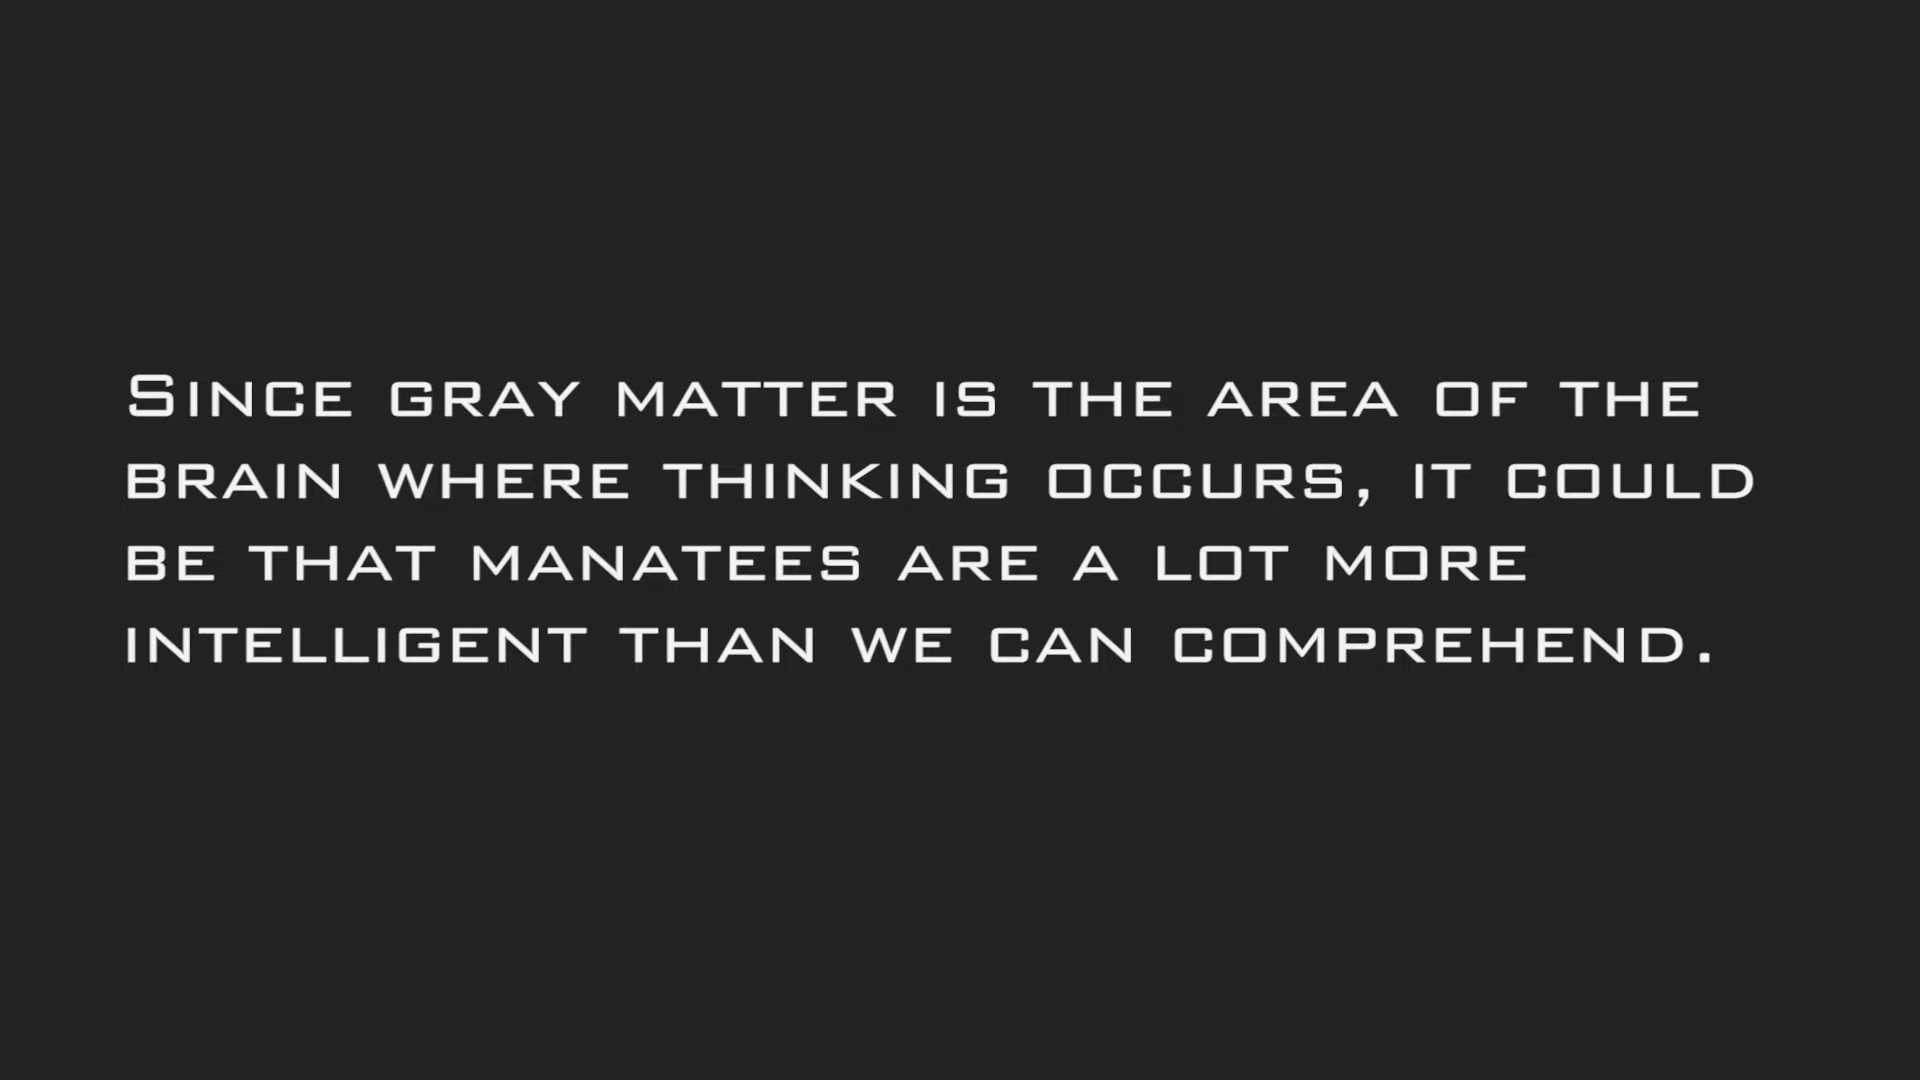 Since gray matter is the area of the
brain where thinking occurs, it could
be that manatees are a lot more
intelligent than we can comprehend.